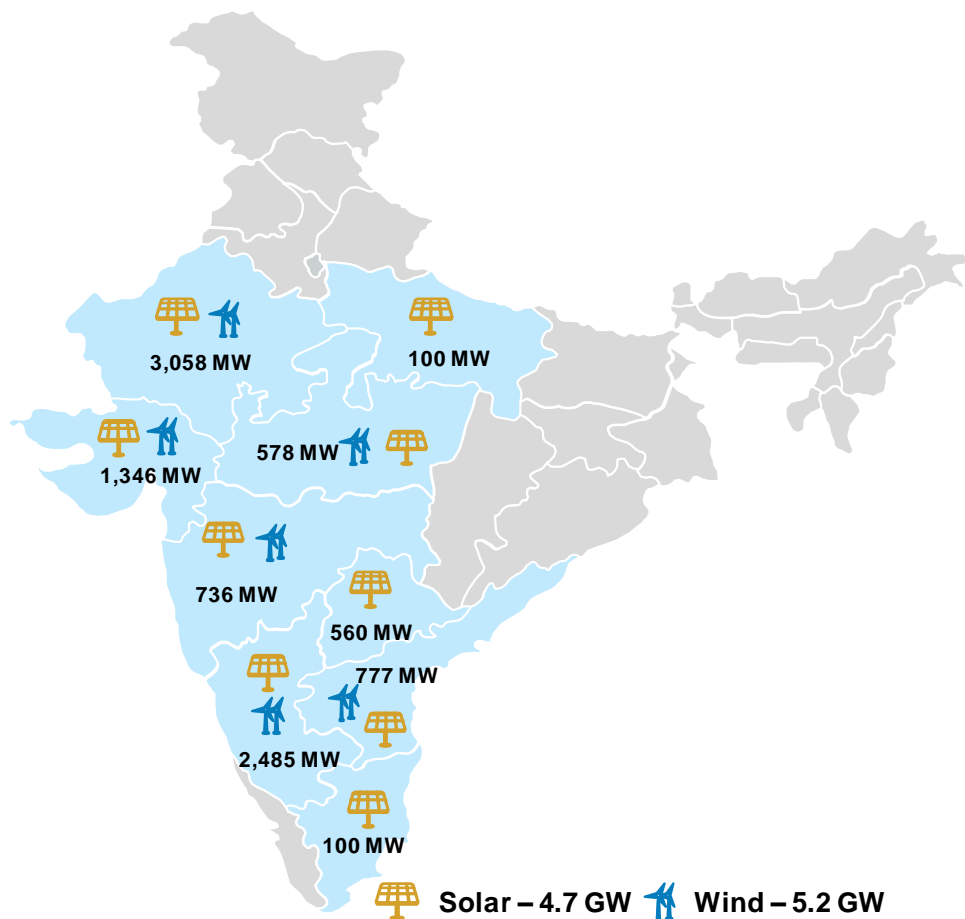 3,058 MW
100 MW
578 MW
1,346 MW
736 MW
560 MW
777 MW
2,485 MW
100 MW
Solar – 4.7 GW Wind – 5.2 GW